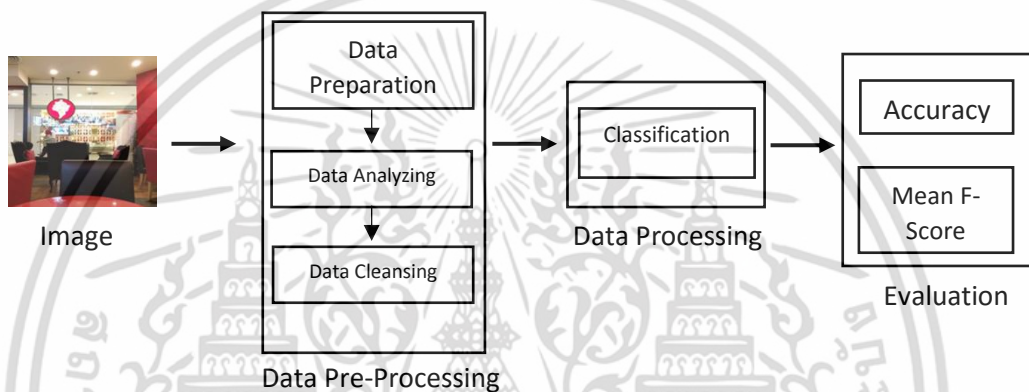 Image
Data
Preparation
Data Analyzing
Data Cleansing
Data Pre-Processing
Classification
Data Processing
Accuracy
Mean F-
Score
Evaluation